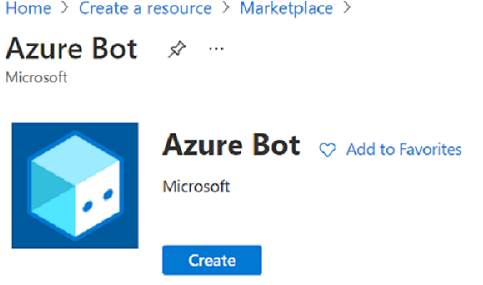 Home > Create a resource > Marketplace >
Azure Bot ...
Microsoft
Azure Bot Add to Favorites
Microsoft
Create